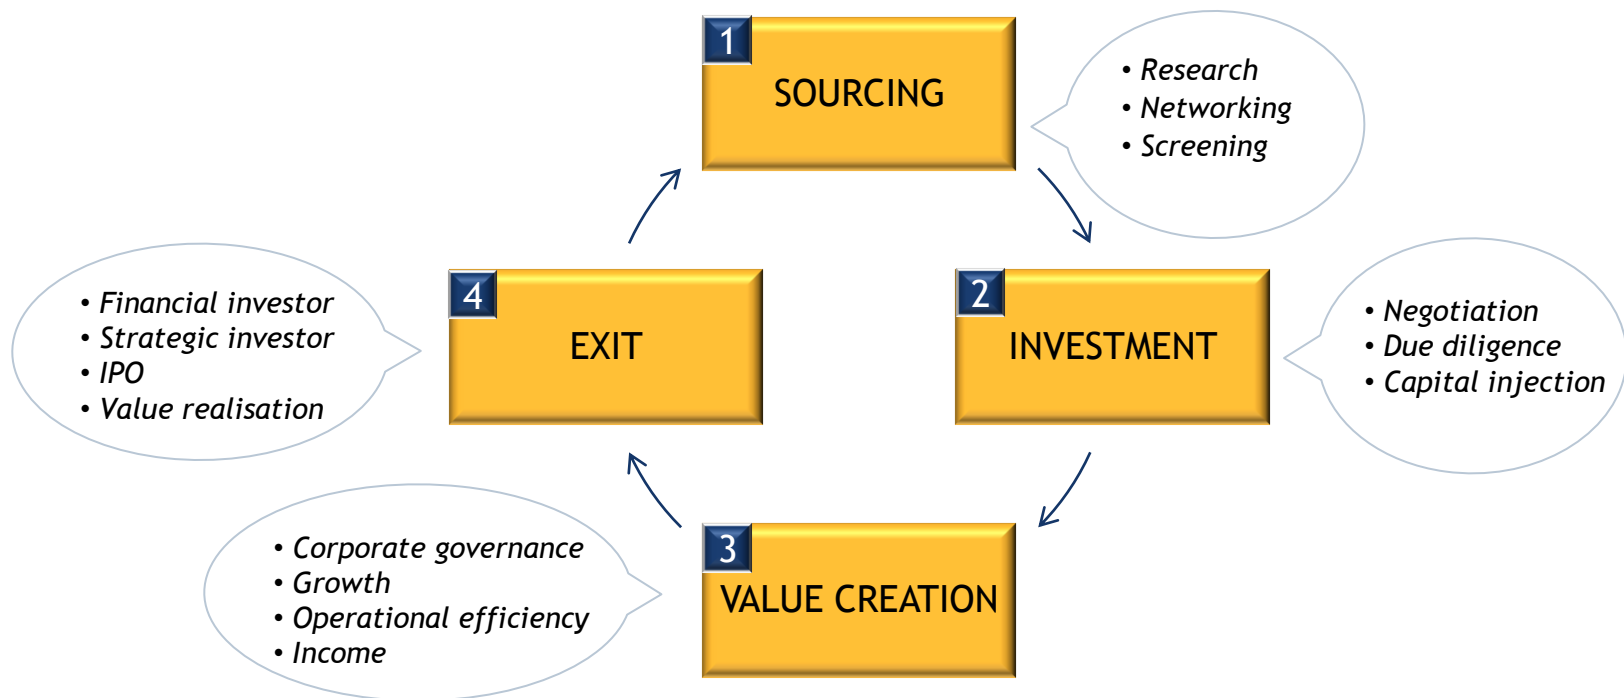 1
SOURCING
• Research
• Networking
• Screening
2
INVESTMENT
• Negotiation
• Due diligence
• Capital injection
3
VALUE CREATION
• Corporate governance
• Growth
• Operational efficiency
• Income
4
EXIT
• Financial investor
• Strategic investor
• IPO
• Value realisation